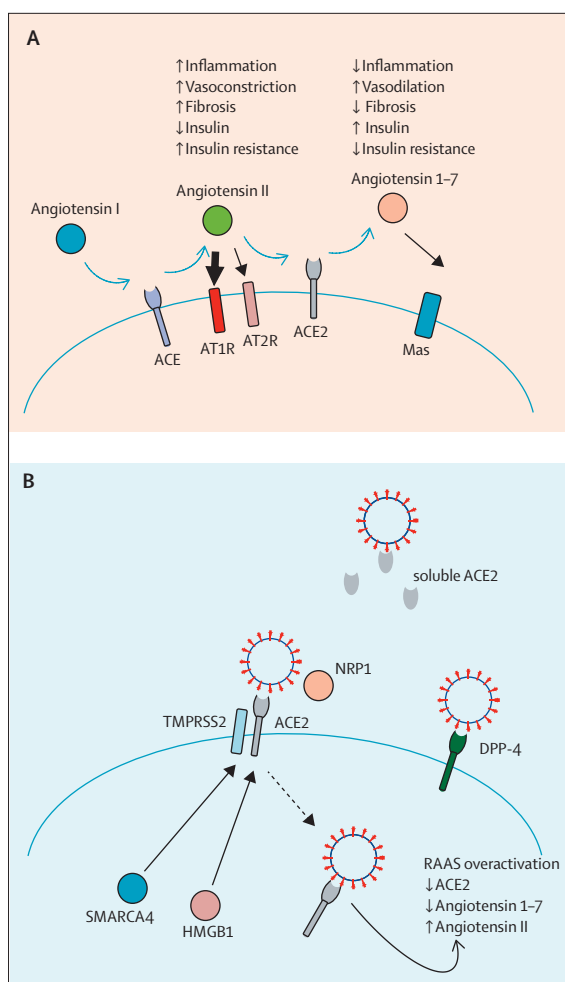 A
↑Inflammation
↑Vasoconstriction
↑Fibrosis
↓Insulin
↑Insulin resistance
↓Inflammation
↑Vasodilation
↓ Fibrosis
↑ Insulin
↓Insulin resistance
Angiotensin I
Angiotensin II
Angiotensin 1–7
ACE
AT1R
AT2R
ACE2
Mas
B
soluble ACE2
NRP1
TMPRSS2
ACE2
DPP-4
SMARCA4
HMGB1
RAAS overactivation
↓ACE2
↓Angiotensin 1–7
↑Angiotensin II